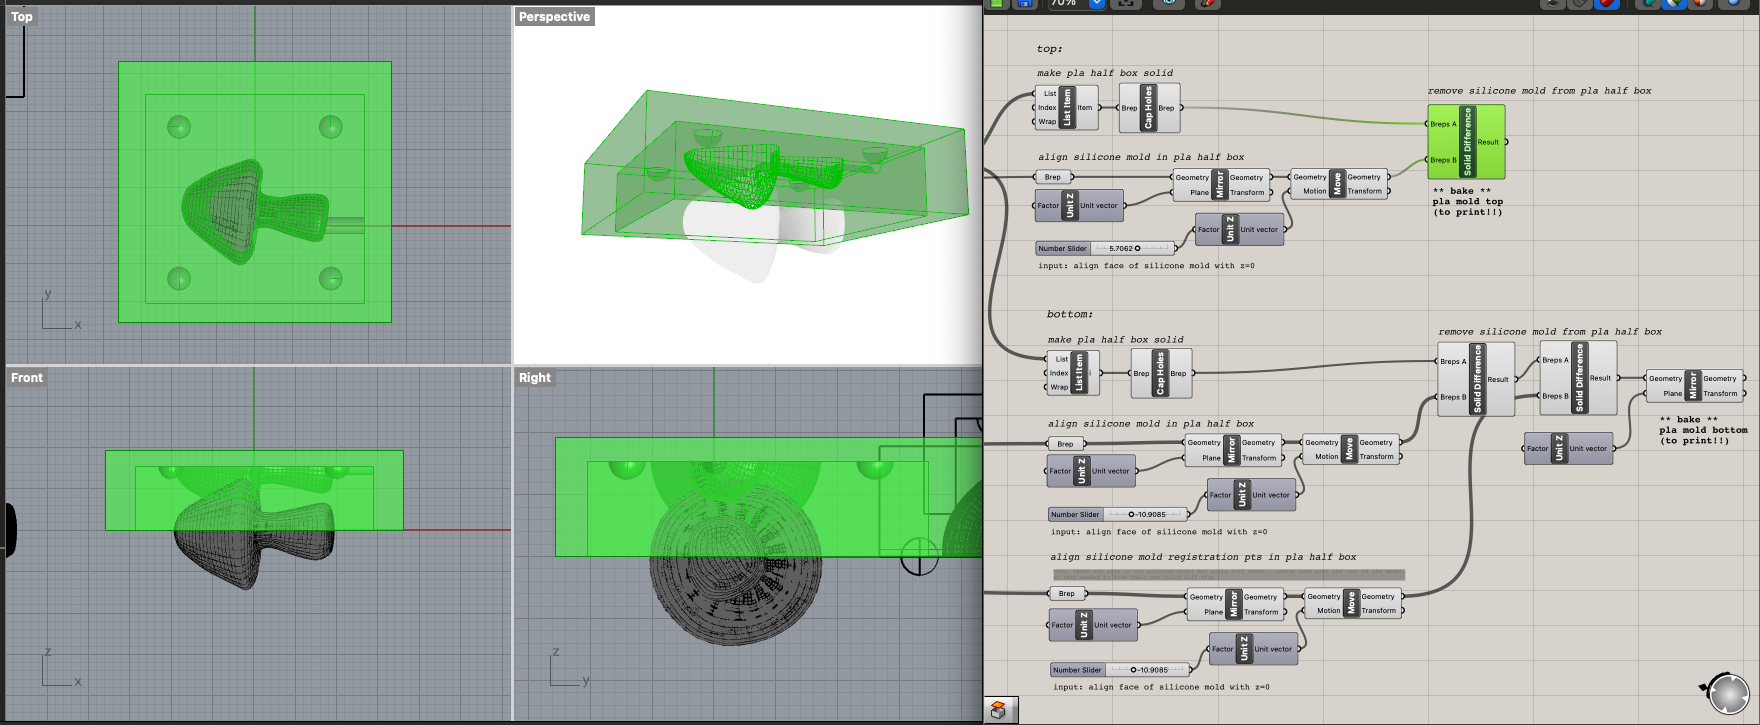 Top
Perspective
Front
Right
y
x
z
x
z
y
70%
top:
make pla half box solid
List
Index
Wrap
List Item
Item
Brep
Cap Holes
Brep
remove silicone mold from pla half box
Breps A
Breps B
Solid Difference
Result
** bake **
pla mold top
(to print!!)
align silicone mold in pla half box
Brep
Geometry
Plane
Mirror
Geometry
Transform
Geometry
Motion
Move
Geometry
Transform
Factor
Unit Z
Unit vector
Factor
Unit Z
Unit vector
Number Slider
5.7062
input: align face of silicone mold with z=0
bottom:
make pla half box solid
List
Index
Wrap
List Item
i
Brep
Cap Holes
Brep
remove silicone mold from pla half box
Breps A
Breps B
Solid Difference
Result
Breps A
Breps B
Solid Difference
Result
Geometry
Plane
Mirror
Geometry
Transform
Factor
Unit Z
Unit vector
** bake **
pla mold bottom
(to print!!)
align silicone mold in pla half box
Brep
Geometry
Plane
Mirror
Geometry
Transform
Geometry
Motion
Move
Geometry
Transform
Factor
Unit Z
Unit vector
Factor
Unit Z
Unit vector
Number Slider
-10.9085
input: align face of silicone mold with z=0
align silicone mold registration pts in pla half box
Brep
Geometry
Plane
Mirror
Geometry
Transform
Geometry
Motion
Move
Geometry
Transform
Factor
Unit Z
Unit vector
Factor
Unit Z
Unit vector
Number Slider
-10.9085
input: align face of silicone mold with z=0